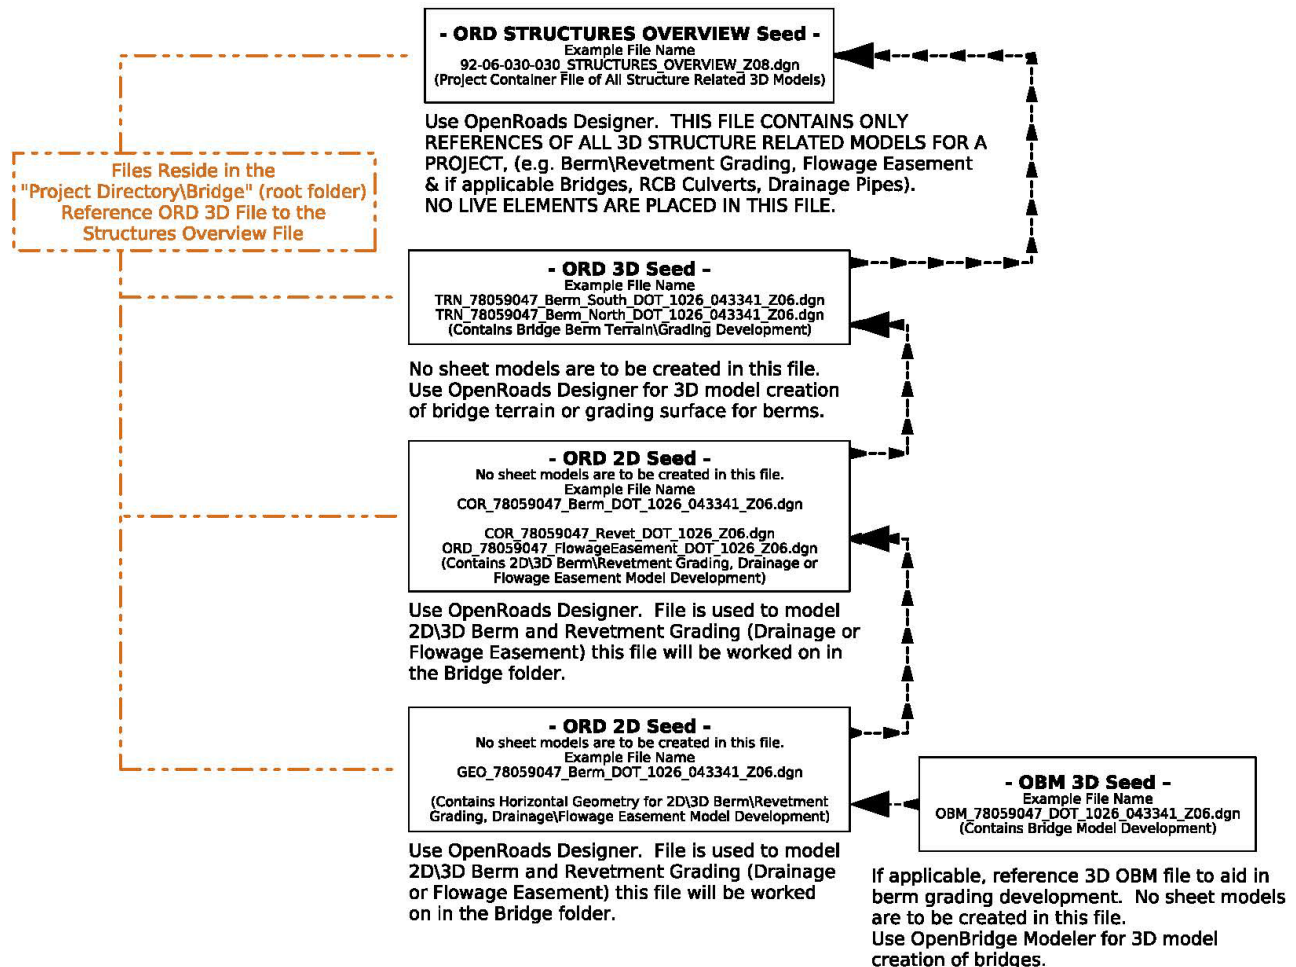 - ORD STRUCTURES OVERVIEW Seed -
Example File Name
92-06-030-030_STRUCTURES_OVERVIEW_Z08.dgn
(Project Container File of All Structure Related 3D Models)
Use OpenRoads Designer.  THIS FILE CONTAINS ONLY
REFERENCES OF ALL 3D STRUCTURE RELATED MODELS FOR A
PROJECT, (e.g. Berm\Revetment Grading, Flowage Easement
& if applicable Bridges, RCB Culverts, Drainage Pipes).
NO LIVE ELEMENTS ARE PLACED IN THIS FILE.
Files Reside in the
"Project Directory\Bridge" (root folder)
Reference ORD 3D File to the
Structures Overview File
- ORD 3D Seed –
Example File Name
TRN_78059047_Berm_South_DOT_1026_043341_Z06.dgn
TRN_78059047_Berm_North_DOT_1026_043341_Z06.dgn
(Contains Bridge Berm Terrain\Grading Development)
No sheet models are to be created in this file.
Use OpenRoads Designer for 3D model creation
of bridge terrain or grading surface for berms.
- ORD 2D Seed –
No sheet models are to be created in this file.
Example File Name
COR_78059047_Berm_DOT_1026_043341_Z06.dgn
COR_78059047_Revet_DOT_1026_Z06.dgn
ORD_78059047_FlowageEasement_DOT_1026_Z06.dgn
(Contains 2D\3D Berm\Revetment Grading, Drainage or
Flowage Easement Model Development)
Use OpenRoads Designer.  File is used to model
2D\3D Berm and Revetment Grading (Drainage or
Flowage Easement) this file will be worked on in
the Bridge folder.
- ORD 2D Seed –
No sheet models are to be created in this file.
Example File Name
GEO_78059047_Berm_DOT_1026_043341_Z06.dgn
(Contains Horizontal Geometry for 2D\3D Berm\Revetment
Grading, Drainage\Flowage Easement Model Development)
Use OpenRoads Designer.  File is used to model
2D\3D Berm and Revetment Grading (Drainage
or Flowage Easement) this file will be worked
on in the Bridge folder.
- OBM 3D Seed –
Example File Name
OBM_78059047_DOT_1026_043341_Z06.dgn
(Contains Bridge Model Development)
If applicable, reference 3D OBM file to aid in
berm grading development.  No sheet models
are to be created in this file.
Use OpenBridge Modeler for 3D model
creation of bridges.